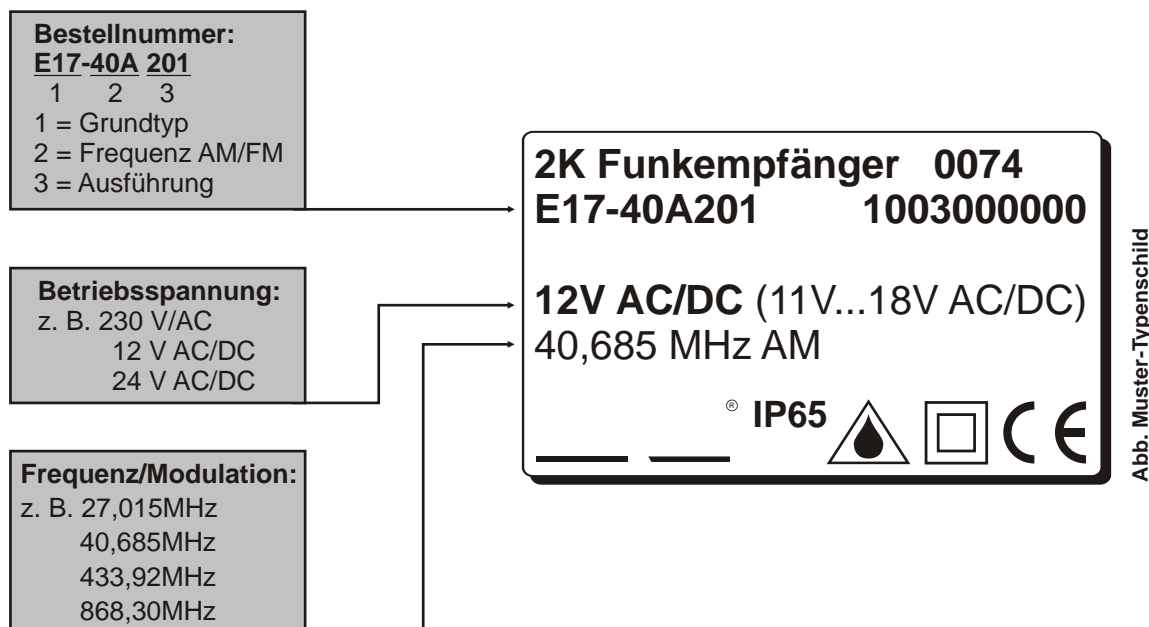 Bestellnummer:
E17-40A 201
1 2 3
1 = Grundtyp
2 = Frequenz AM/FM
3 = Ausführung
Betriebsspannung:
z. B. 230 V/AC
12 V AC/DC
24 V AC/DC
Frequenz/Modulation:
z. B. 27,015MHz
40,685MHz
433,92MHz
868,30MHz
2K Funkempfänger 0074
E17-40A201 1003000000
12V AC/DC (11V...18V AC/DC)
40,685 MHz AM
® IP65 CE
Abb. Muster-Typenschild